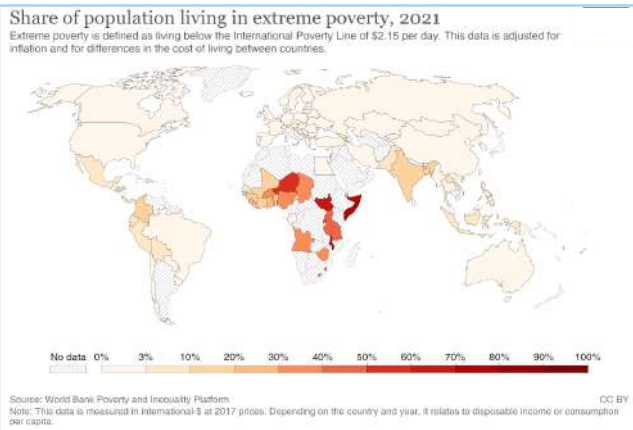 Share of population living in extreme poverty, 2021
Extreme poverty is defined as living below the International Poverty Line of $2.15 per day. This data is adjusted for
inflation and for differences in the cost of living between countries.
No data 0% 3% 10% 20% 30% 40% 50% 60% 70% 80% 90% 100%
Source: World Bank Poverty and Inequality Platform CC BY
Note: This data is measured in international-$ at 2017 prices. Depending on the country and year, it relates to disposable income or consumption
per capita.